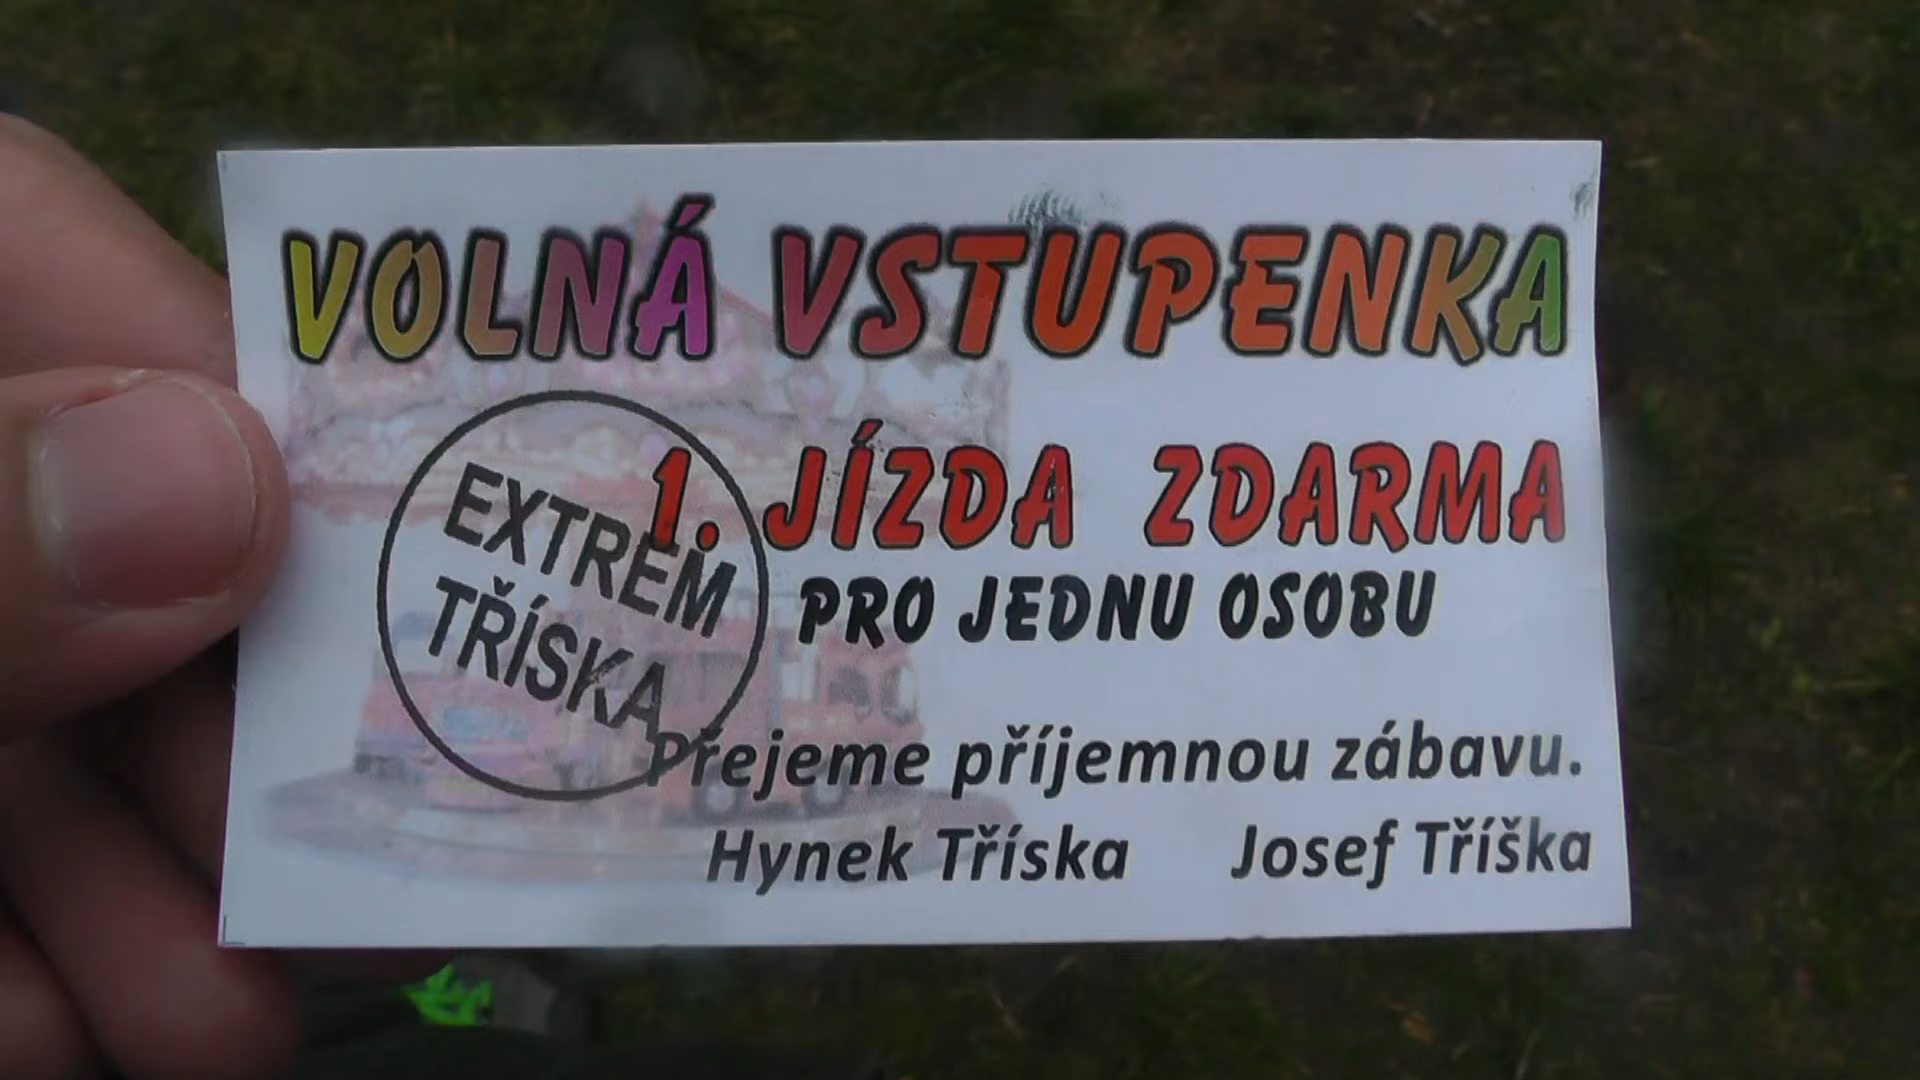 VOLNÁ VSTUPENKA
1. JÍZDA ZDARMA
EXTRÉM
TŘÍSKA
PRO JEDNU OSOBU
Přejeme příjemnou zábavu.
Hynek Tříska Josef Tříška